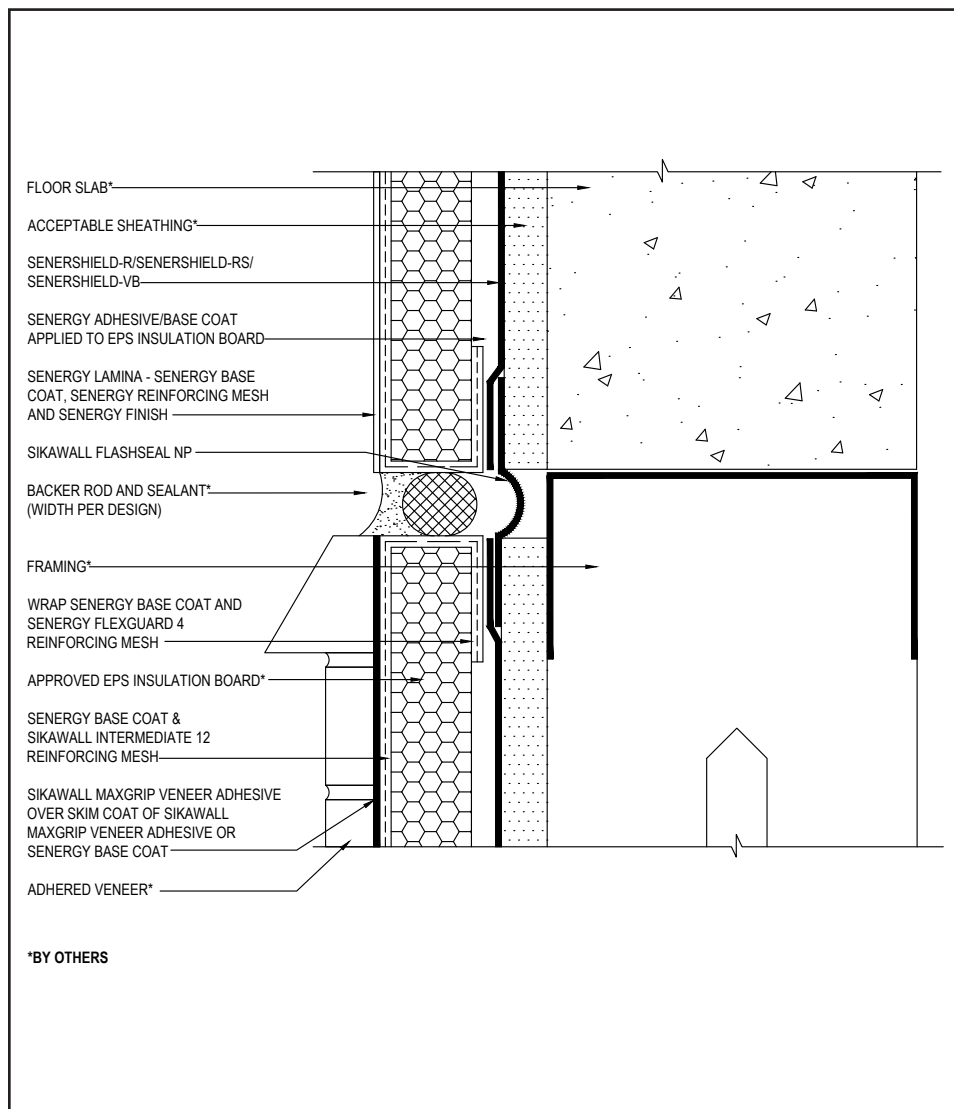 FLOOR SLAB*
ACCEPTABLE SHEATHING*
SENERSHIELD-R/SENERSHIELD-RS/
SENERSHIELD-VB
SENERGY ADHESIVE/BASE COAT
APPLIED TO EPS INSULATION BOARD
SENERGY LAMINA - SENERGY BASE
COAT, SENERGY REINFORCING MESH
AND SENERGY FINISH
SIKAWALL FLASHSEAL NP
BACKER ROD AND SEALANT*
(WIDTH PER DESIGN)
FRAMING*
WRAP SENERGY BASE COAT AND
SENERGY FLEXGUARD 4
REINFORCING MESH
APPROVED EPS INSULATION BOARD*
SENERGY BASE COAT &
SIKAWALL INTERMEDIATE 12
REINFORCING MESH
SIKAWALL MAXGRIP VENEER ADHESIVE
OVER SKIM COAT OF SIKAWALL
MAXGRIP VENEER ADHESIVE OR
SENERGY BASE COAT
ADHERED VENEER*
*BY OTHERS